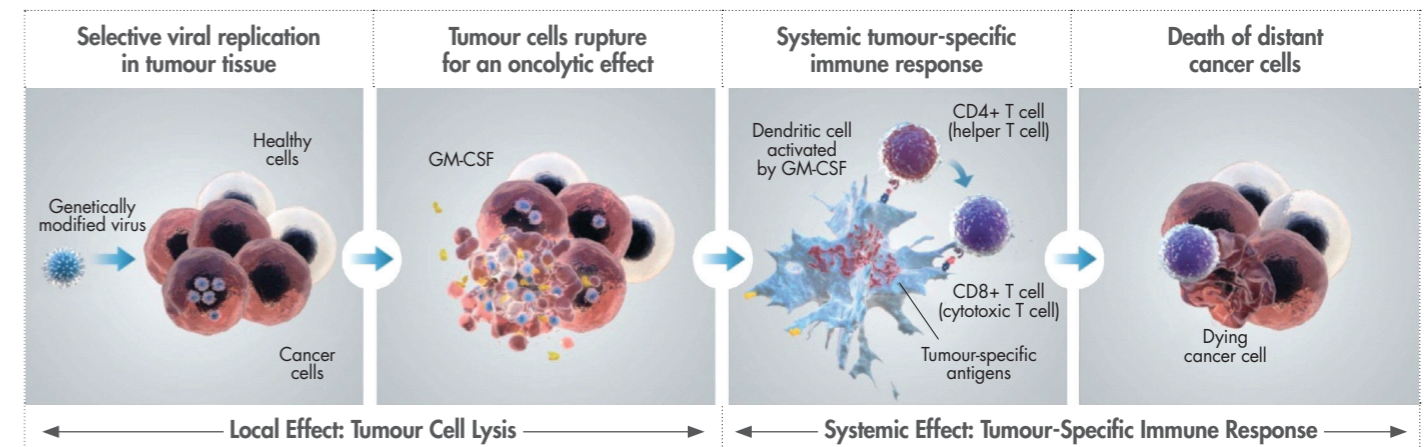 Selective viral replication
in tumour tissue
Tumour cells rupture
for an oncolytic effect
Systemic tumour-specific
immune response
Death of distant
cancer cells
Healthy
cells
Genetically
modified virus
Cancer
cells
GM-CSF
Dendritic cell
activated
by GM-CSF
CD4+ T cell
(helper T cell)
CD8+ T cell
(cytotoxic T cell)
Tumour-specific
antigens
Dying
cancer cell
Local Effect: Tumour Cell Lysis
Systemic Effect: Tumour-Specific Immune Response